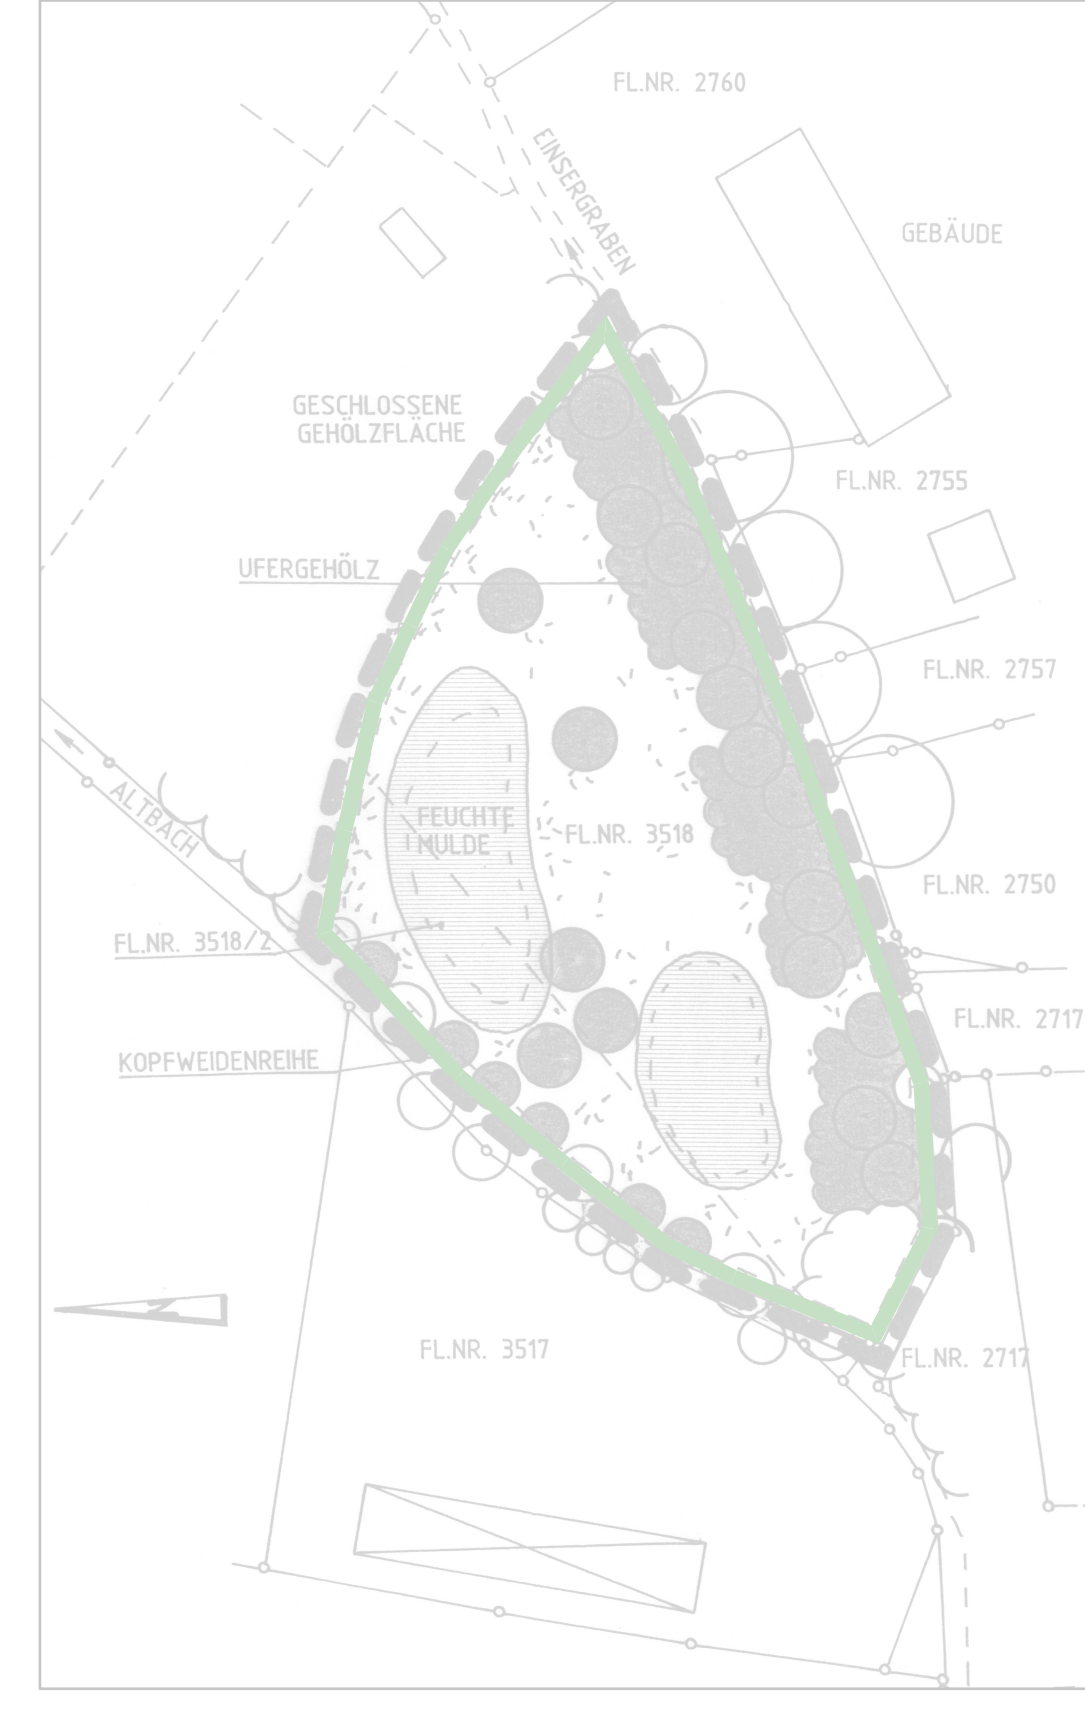 FL.NR. 2760
EINSERGRABEN
GEBÄUDE
GESCHLOSSENE
GEHÖLZFLÄCHE
FL.NR. 2755
UFERGEHÖLZ
FL.NR. 2757
ALTBACH
FEUCHTE
MULDE
FL.NR. 3518
FL.NR. 2750
FL.NR. 3518/2
FL.NR. 2717
KOPFWEIDENREIHE
N
FL.NR. 3517
FL.NR. 2717